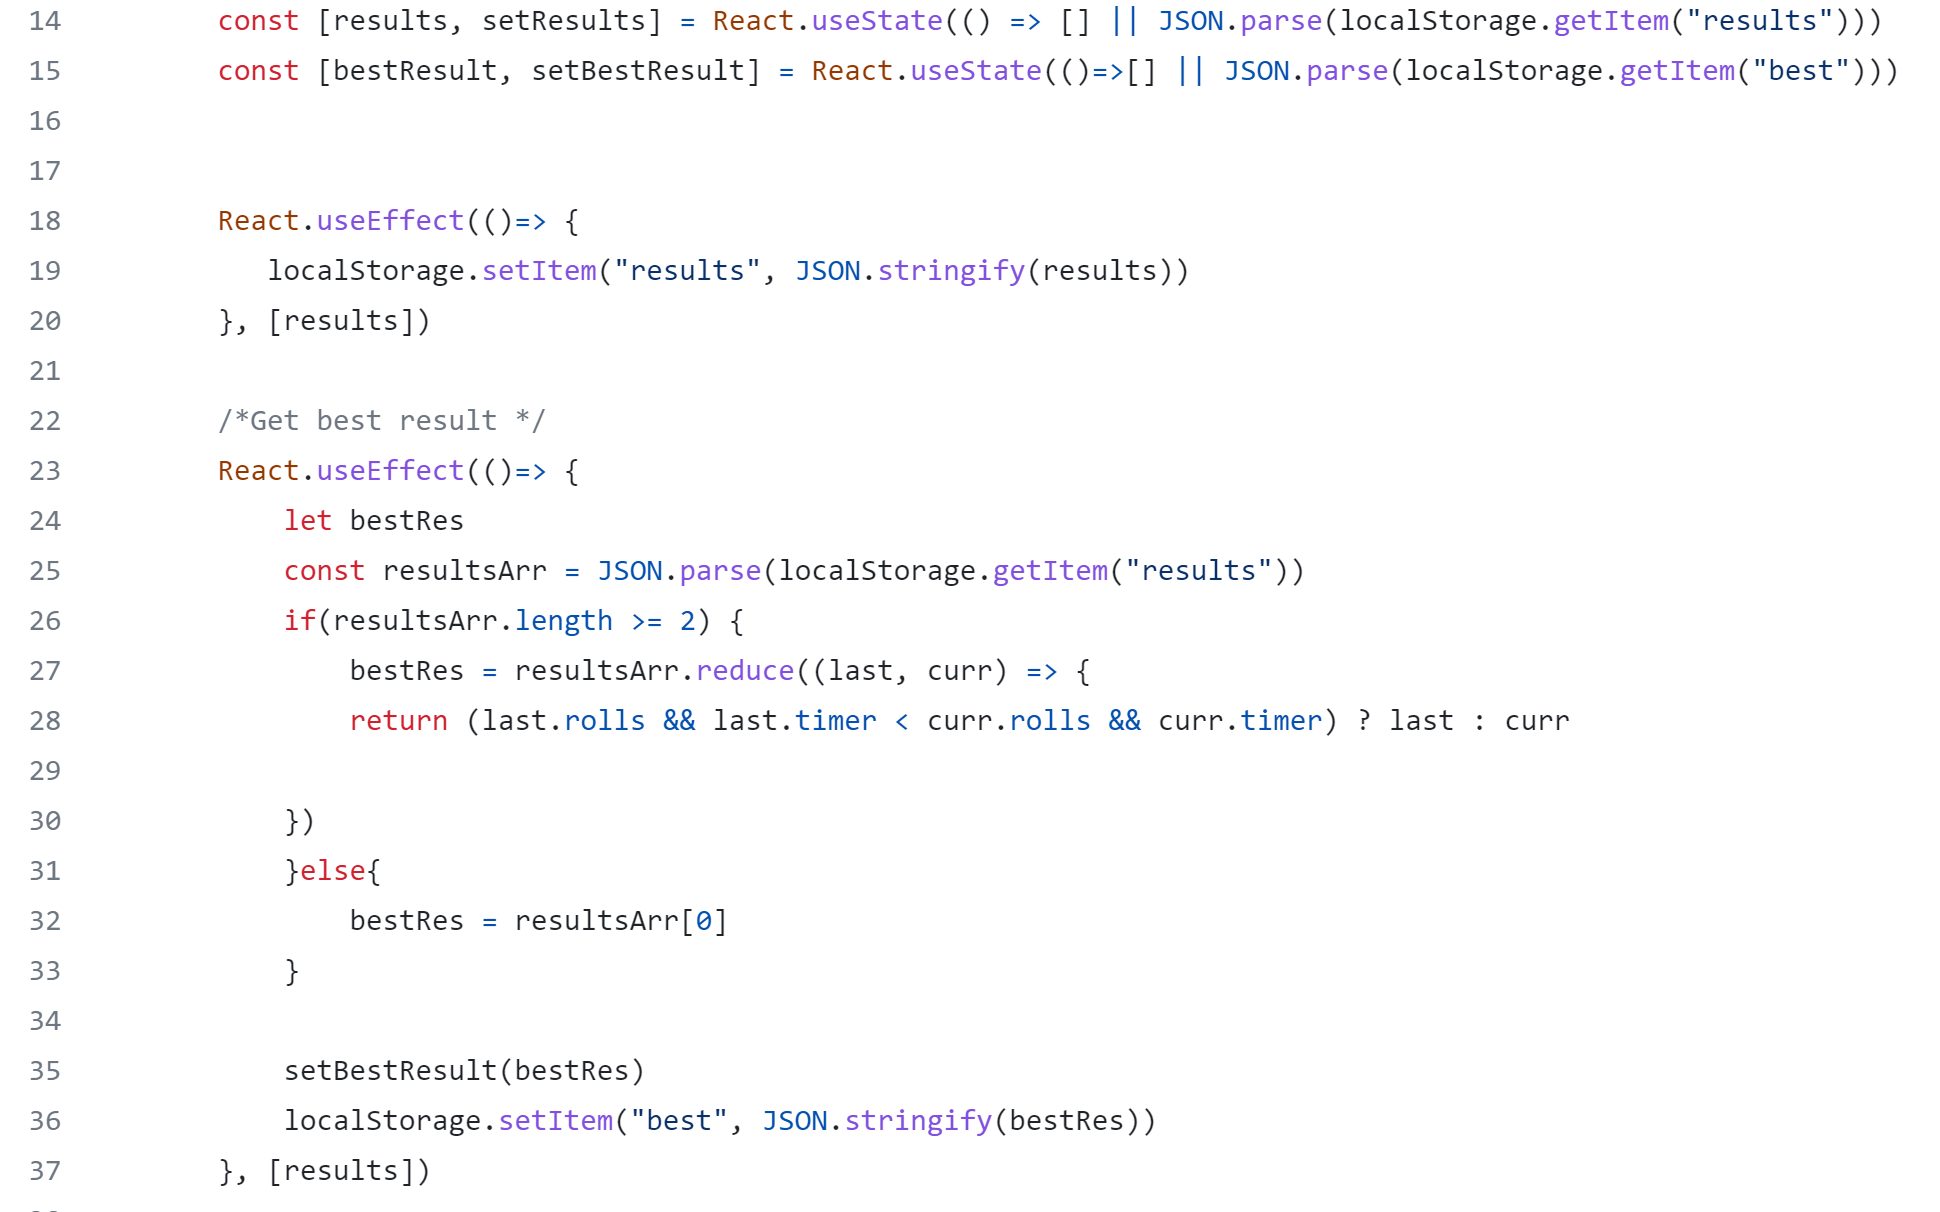 14 const [results, setResults] = React.useState(() => [] || JSON.parse(localStorage.getItem("results")))
15 const [bestResult, setBestResult] = React.useState(()=>[] || JSON.parse(localStorage.getItem("best")))
16
17
18 React.useEffect(()=> {
19 localStorage.setItem("results", JSON.stringify(results))
20 }, [results])
21
22 /*Get best result */
23 React.useEffect(()=> {
24 let bestRes
25 const resultsArr = JSON.parse(localStorage.getItem("results"))
26 if(resultsArr.length >= 2) {
27 bestRes = resultsArr.reduce((last, curr) => {
28 return (last.rolls && last.timer < curr.rolls && curr.timer) ? last : curr
29
30 })
31 }else{
32 bestRes = resultsArr[0]
33 }
34
35 setBestResult(bestRes)
36 localStorage.setItem("best", JSON.stringify(bestRes))
37 }, [results])